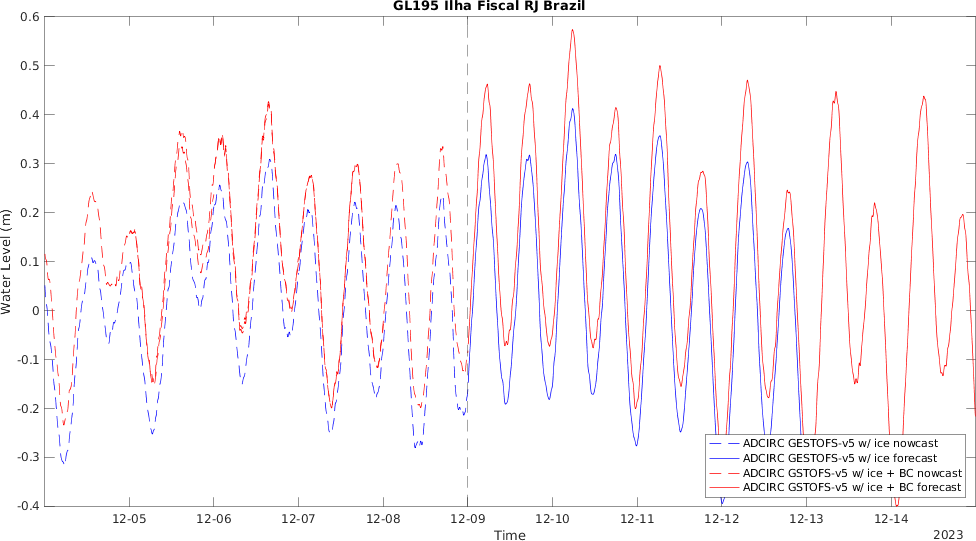 GL195 Ilha Fiscal RJ Brazil
0.6
0.5
0.4
0.3
0.2
0.1
0
-0.1
-0.2
-0.3
-0.4
Water Level (m)
ADCIRC GESTOFS-v5 w/ ice nowcast
ADCIRC GESTOFS-v5 w/ ice forecast
ADCIRC GSTOFS-v5 w/ ice + BC nowcast
ADCIRC GSTOFS-v5 w/ ice + BC forecast
12-05 12-06 12-07 12-08 12-09 12-10 12-11 12-12 12-13 12-14
Time
2023